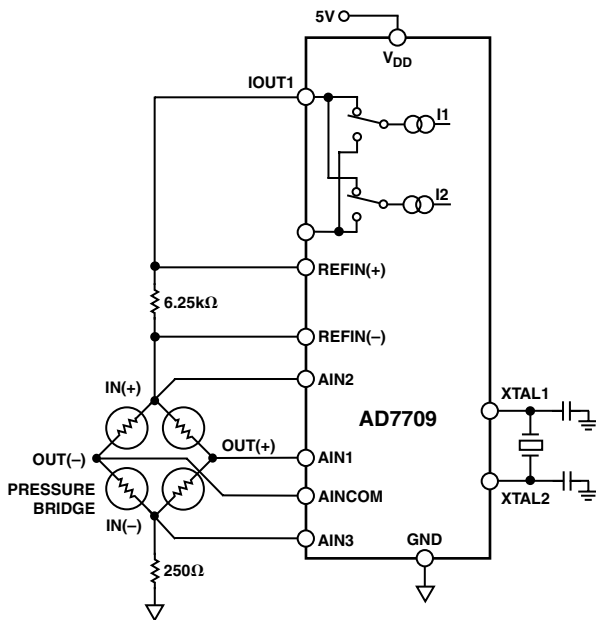 5V
VDD
IOUT1
I1
I2
REFIN(+)
6.25kΩ
REFIN(–)
IN(+)
AIN2
XTAL1
AD7709
OUT(+)
AIN1
OUT(–)
PRESSURE
BRIDGE
AINCOM
XTAL2
IN(–)
AIN3
GND
250Ω